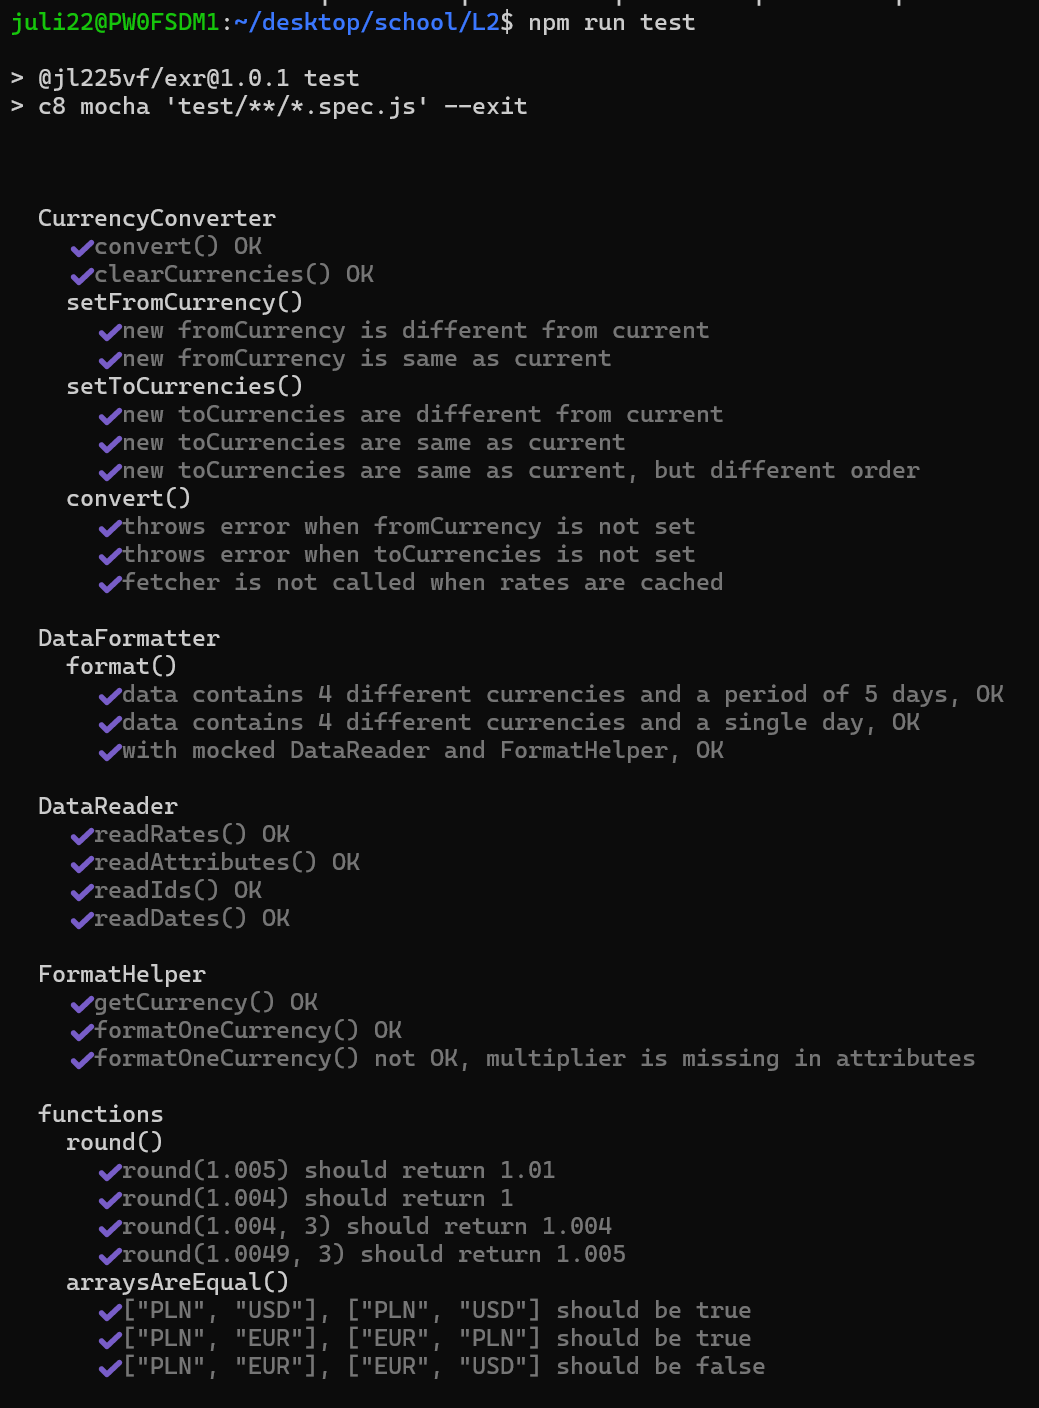 juli22@PW0FSDM1:~/desktop/school/L2$ npm run test
> @jl225vf/exr@1.0.1 test
> c8 mocha 'test/**/*.spec.js' --exit
CurrencyConverter
✔convert() OK
✔clearCurrencies() OK
setFromCurrency()
✔new fromCurrency is different from current
✔new fromCurrency is same as current
setToCurrencies()
✔new toCurrencies are different from current
✔new toCurrencies are same as current
✔new toCurrencies are same as current, but different order
convert()
✔throws error when fromCurrency is not set
✔throws error when toCurrencies is not set
✔fetcher is not called when rates are cached
DataFormatter
format()
✔data contains 4 different currencies and a period of 5 days, OK
✔data contains 4 different currencies and a single day, OK
✔with mocked DataReader and FormatHelper, OK
DataReader
✔readRates() OK
✔readAttributes() OK
✔readIds() OK
✔readDates() OK
FormatHelper
✔getCurrency() OK
✔formatOneCurrency() OK
✔formatOneCurrency() not OK, multiplier is missing in attributes
functions
round()
✔round(1.005) should return 1.01
✔round(1.004) should return 1
✔round(1.004, 3) should return 1.004
✔round(1.0049, 3) should return 1.005
arraysAreEqual()
✔["PLN", "USD"], ["PLN", "USD"] should be true
✔["PLN", "EUR"], ["EUR", "PLN"] should be true
✔["PLN", "EUR"], ["EUR", "USD"] should be false